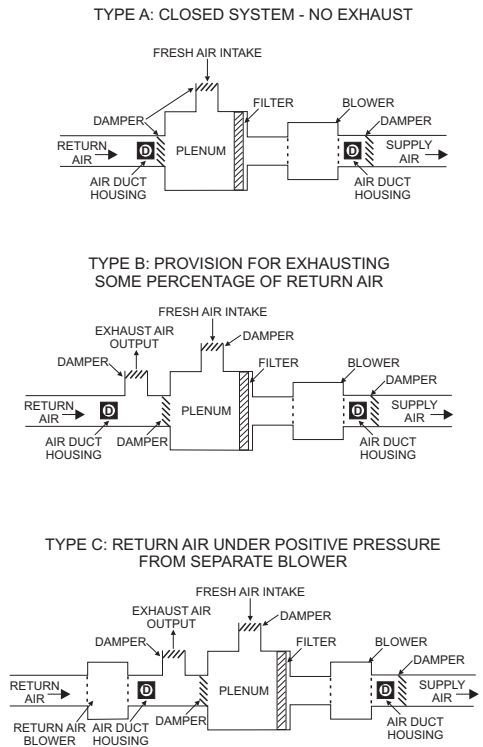 TYPE A: CLOSED SYSTEM - NO EXHAUST
FRESH AIR INTAKE
DAMPER
FILTER
BLOWER
DAMPER
RETURN
AIR
D
PLENUM
D
SUPPLY
AIR
AIR DUCT
HOUSING
AIR DUCT
HOUSING
TYPE B: PROVISION FOR EXHAUSTING
SOME PERCENTAGE OF RETURN AIR
FRESH AIR INTAKE
EXHAUST AIR
OUTPUT
DAMPER
DAMPER
FILTER
BLOWER
DAMPER
RETURN
AIR
D
PLENUM
D
SUPPLY
AIR
AIR DUCT
HOUSING
DAMPER
AIR DUCT
HOUSING
TYPE C: RETURN AIR UNDER POSITIVE PRESSURE
FROM SEPARATE BLOWER
FRESH AIR INTAKE
EXHAUST AIR
OUTPUT
DAMPER
DAMPER
FILTER
BLOWER
DAMPER
RETURN
AIR
D
PLENUM
D
SUPPLY
AIR
RETURN AIR
BLOWER
AIR DUCT
HOUSING
DAMPER
AIR DUCT
HOUSING